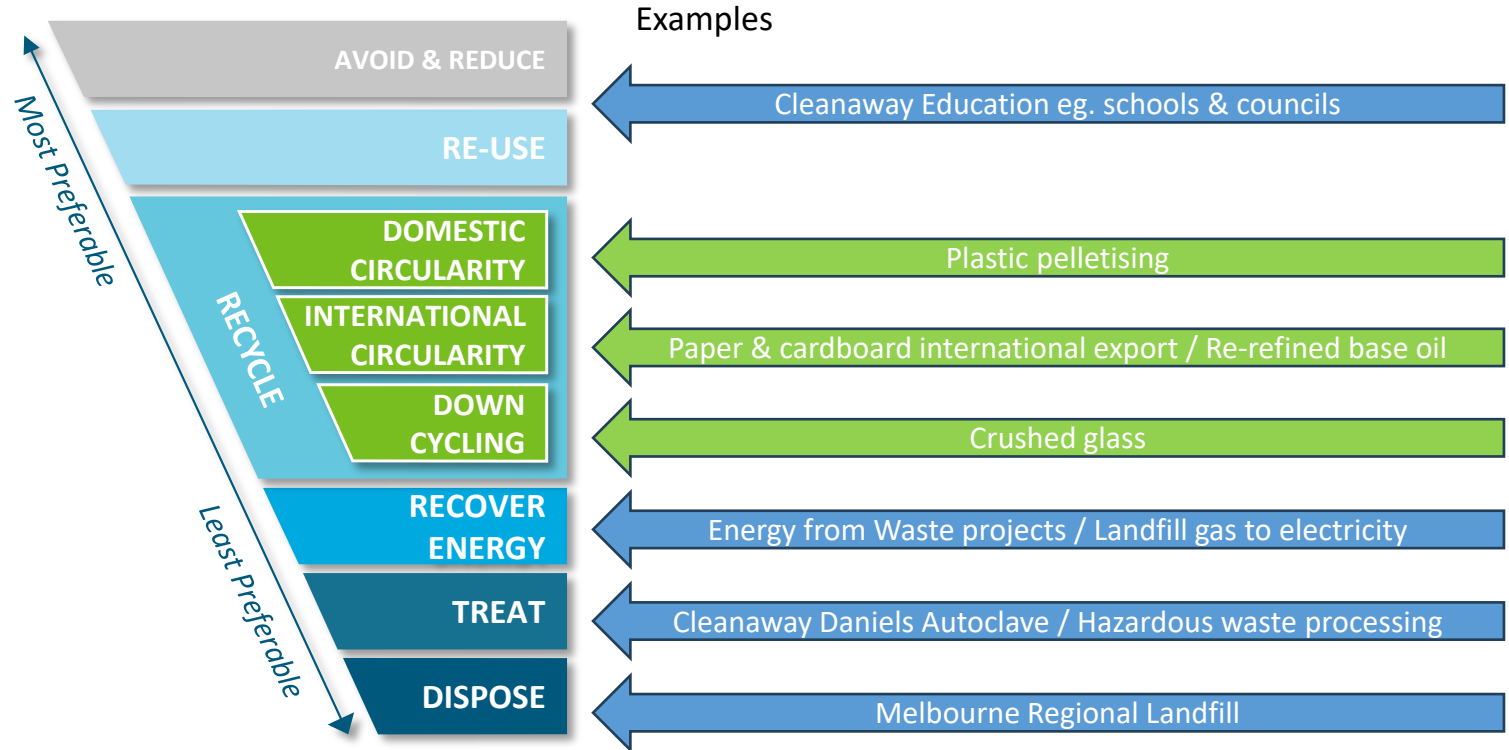 Examples
AVOID & REDUCE
Cleanaway Education eg. schools & councils
RE-USE
Most Preferable
RECYCLE
DOMESTIC
CIRCULARITY
Plastic pelletising
INTERNATIONAL
CIRCULARITY
Paper & cardboard international export / Re-refined base oil
DOWN
CYCLING
Crushed glass
Least Preferable
RECOVER
ENERGY
Energy from Waste projects / Landfill gas to electricity
TREAT
Cleanaway Daniels Autoclave / Hazardous waste processing
DISPOSE
Melbourne Regional Landfill